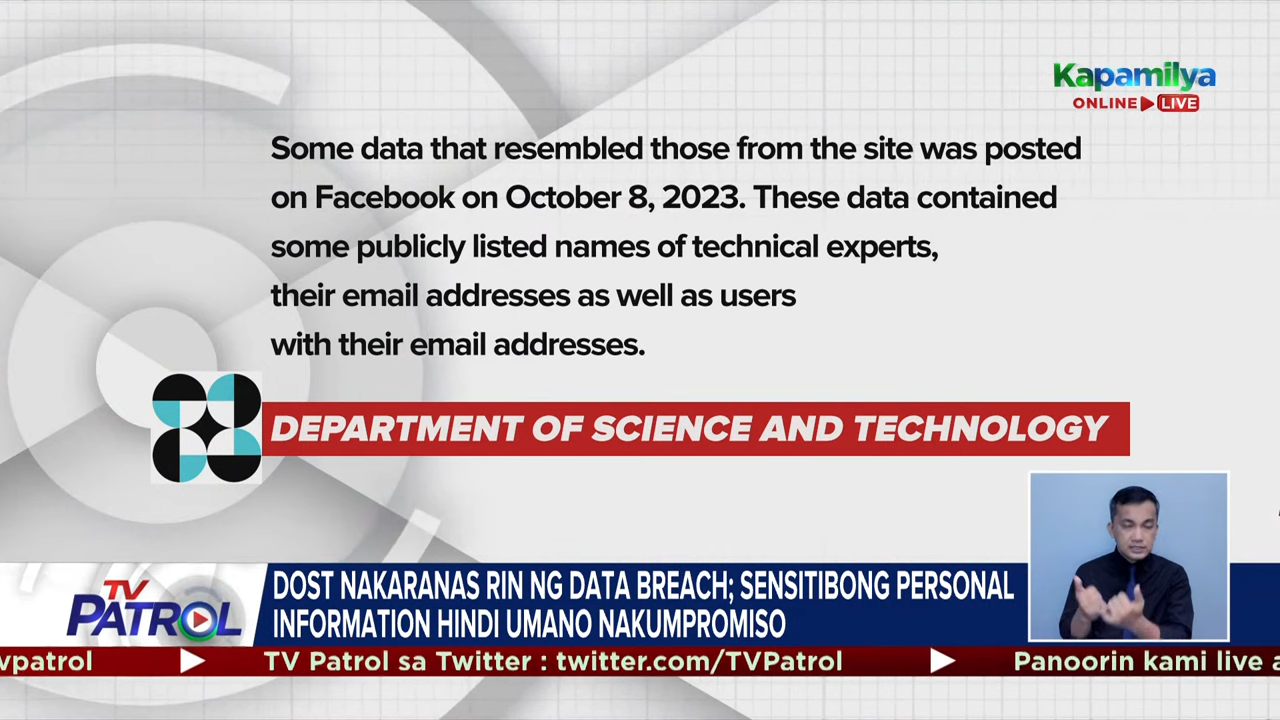 Kapamilya
ONLINE LIVE
Some data that resembled those from the site was posted
on Facebook on October 8, 2023. These data contained
some publicly listed names of technical experts,
their email addresses as well as users
with their email addresses.
DEPARTMENT OF SCIENCE AND TECHNOLOGY
TV PATROL
DOST NAKARANAS RIN NG DATA BREACH; SENSITIBONG PERSONAL
INFORMATION HINDI UMANO NAKUMPROMISO
vpatrol TV Patrol sa Twitter : twitter.com/TVPatrol Panoorin kami live a